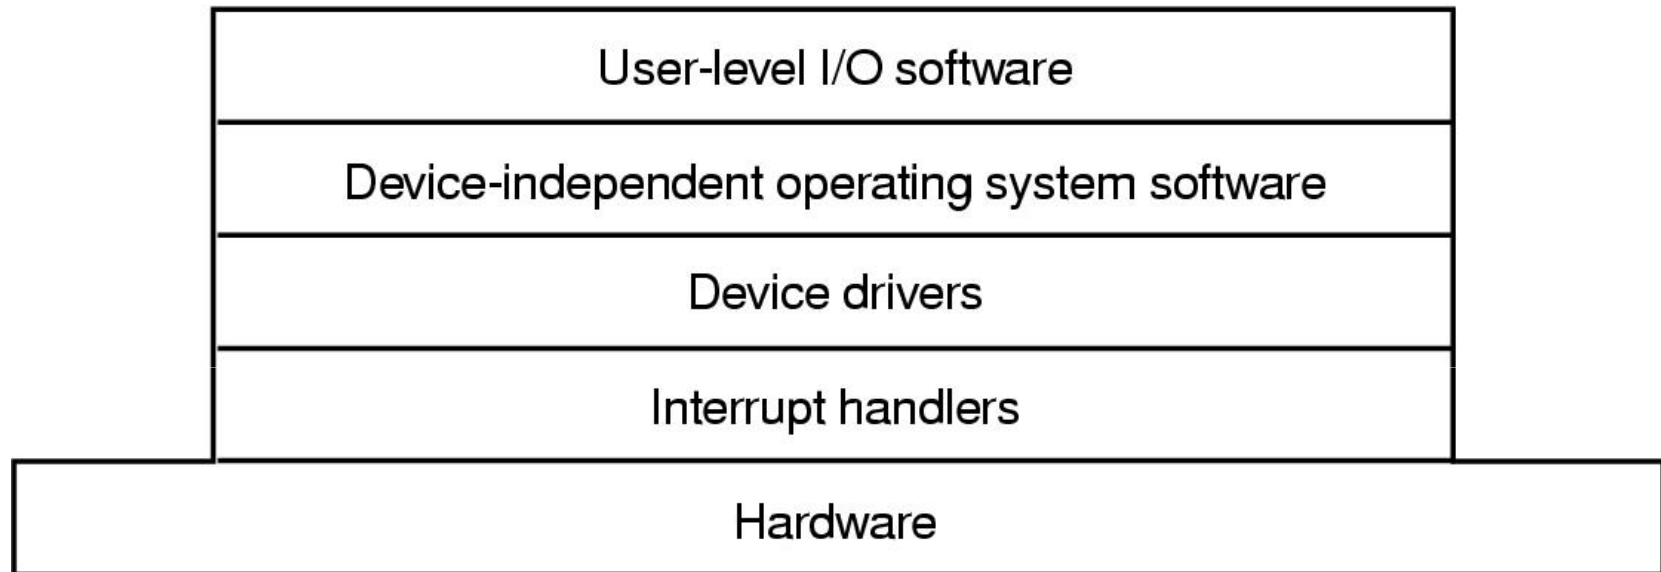 User-level I/O software
Device-independent operating system software
Device drivers
Interrupt handlers
Hardware